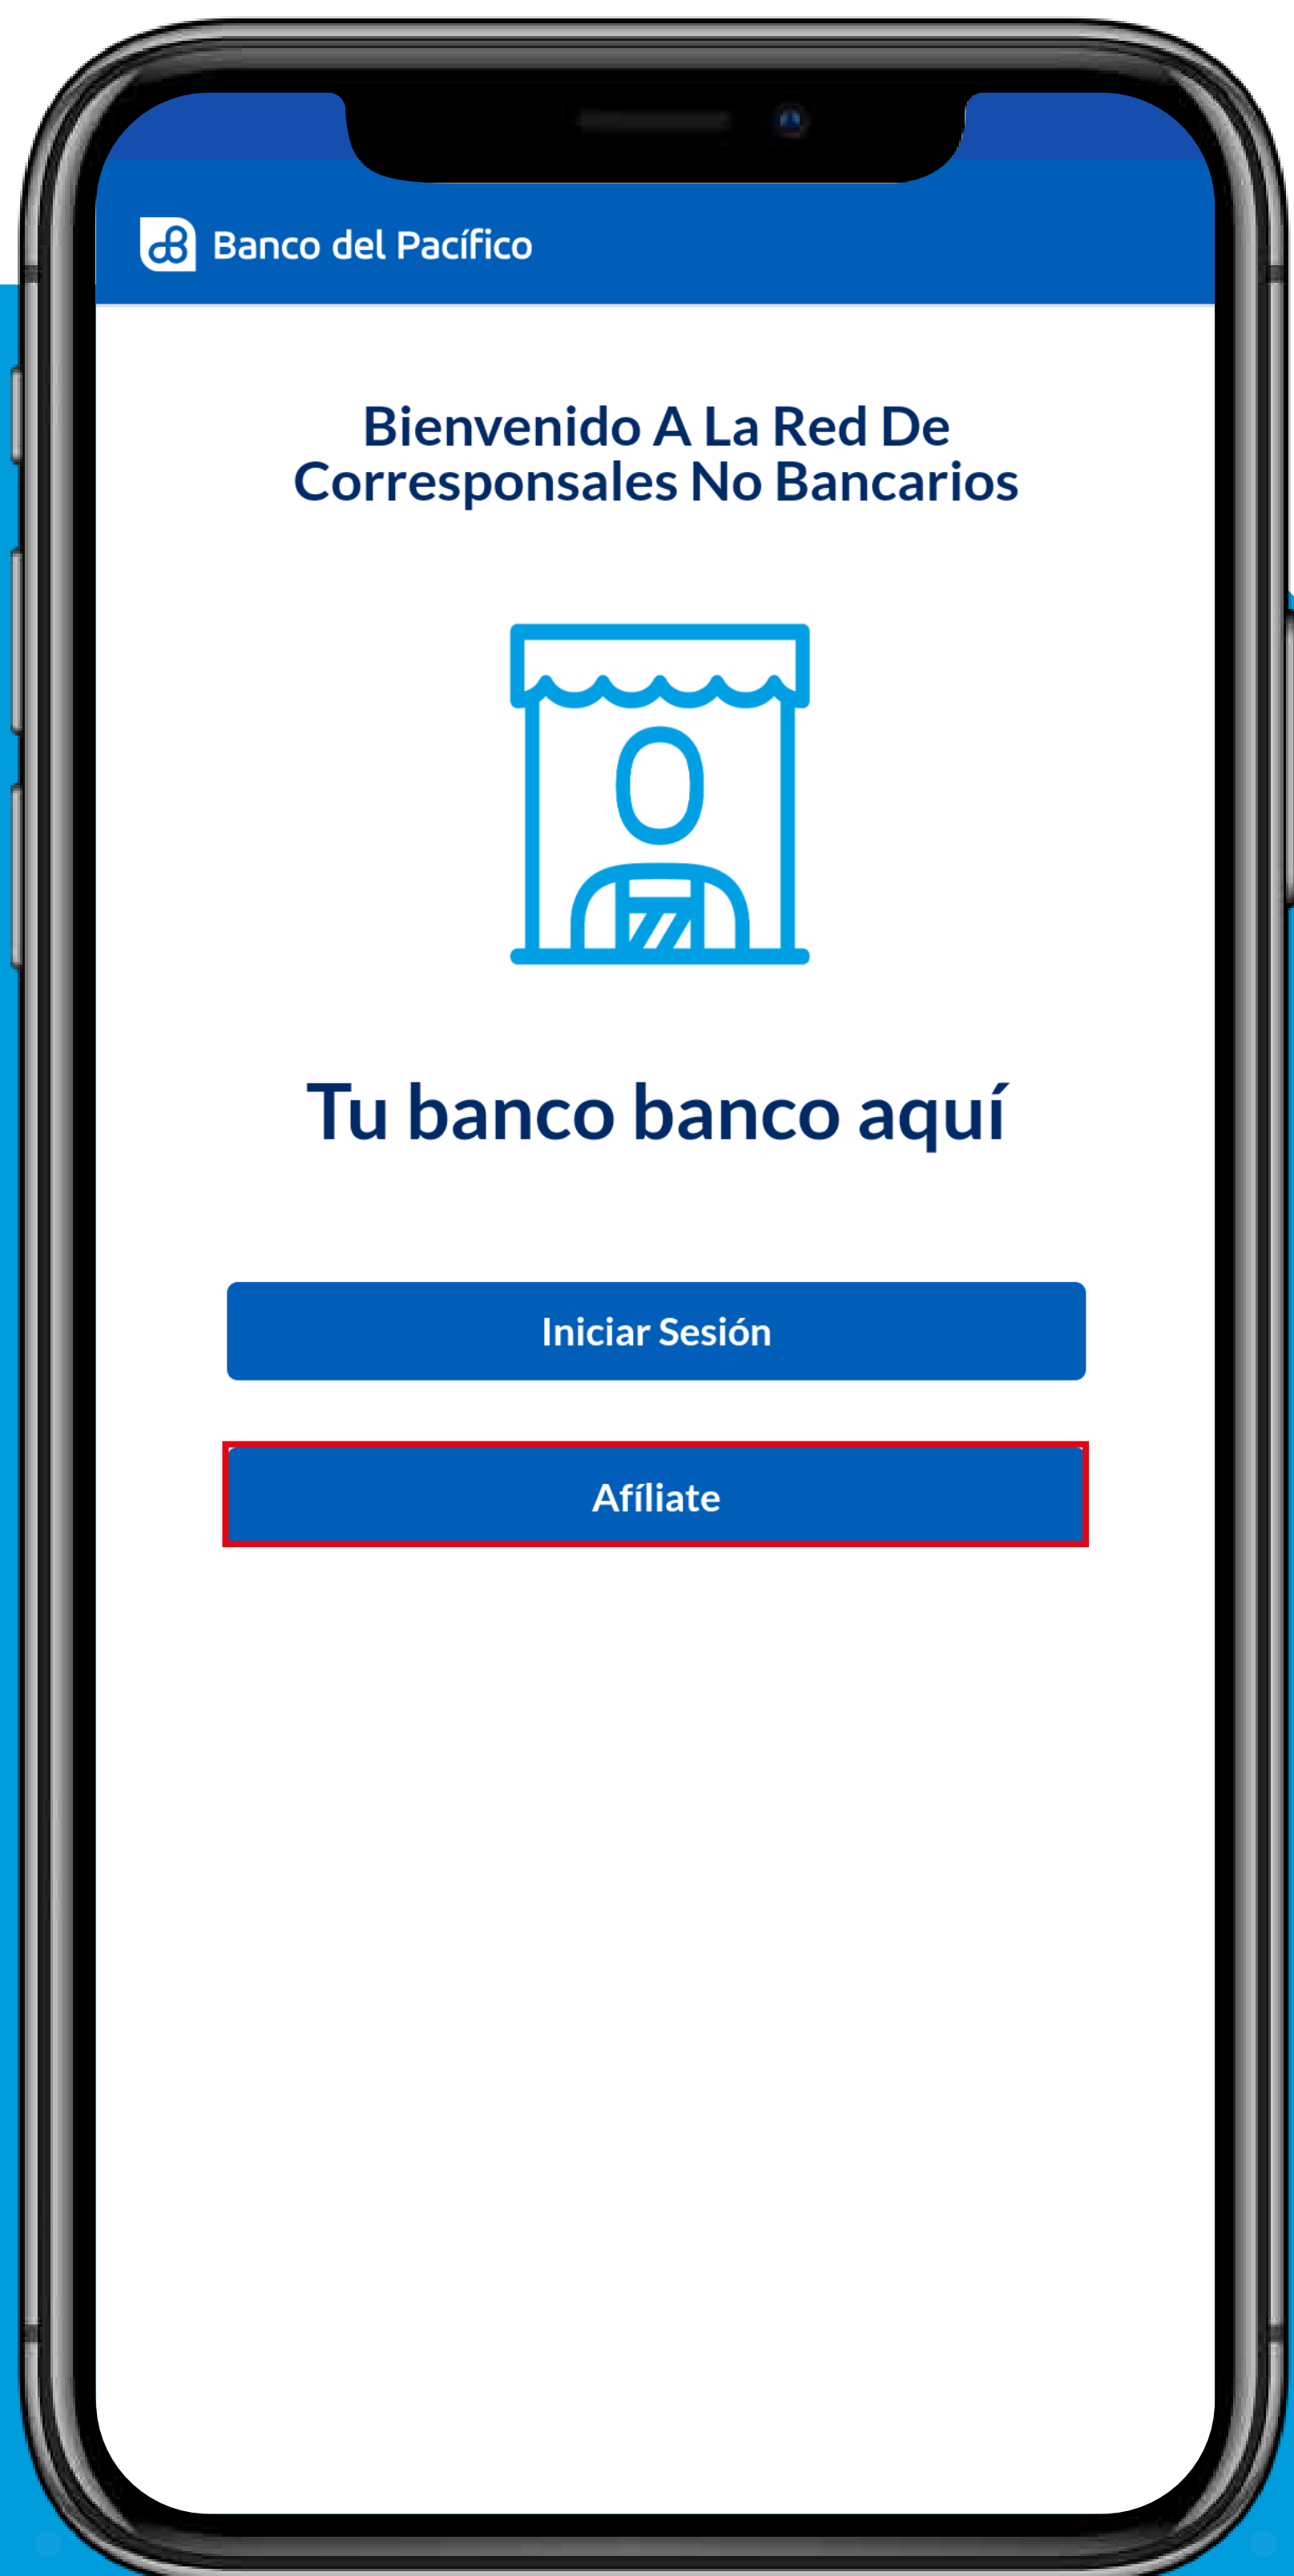 Banco del Pacífico
Bienvenido A La Red De
Corresponsales No Bancarios
Tu banco banco aquí
Iniciar Sesión
Afíliate